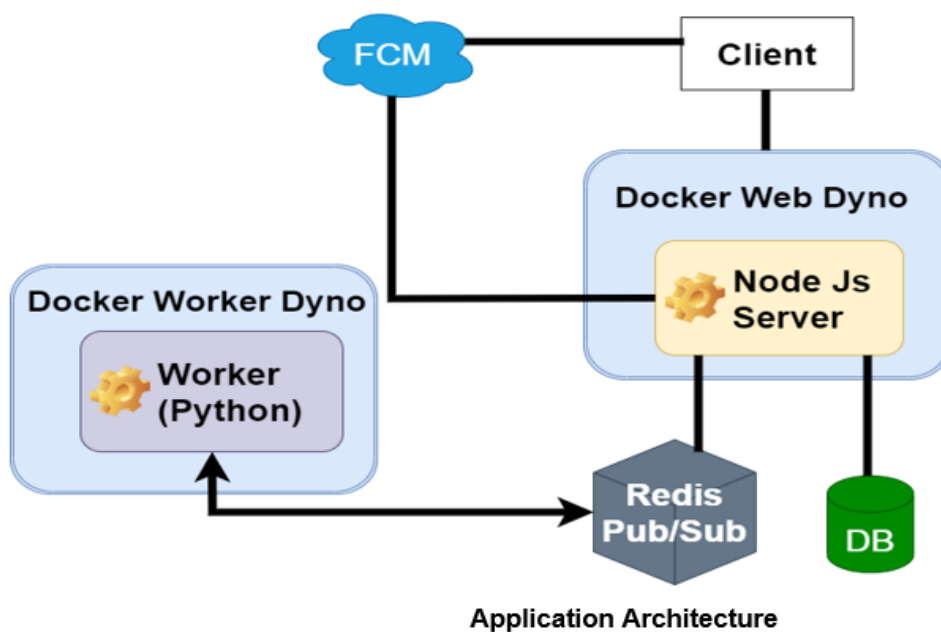 FCM
Client
Docker Web Dyno
Node Js
Server
Docker Worker Dyno
Worker
(Python)
Redis
Pub/Sub
DB
Application Architecture